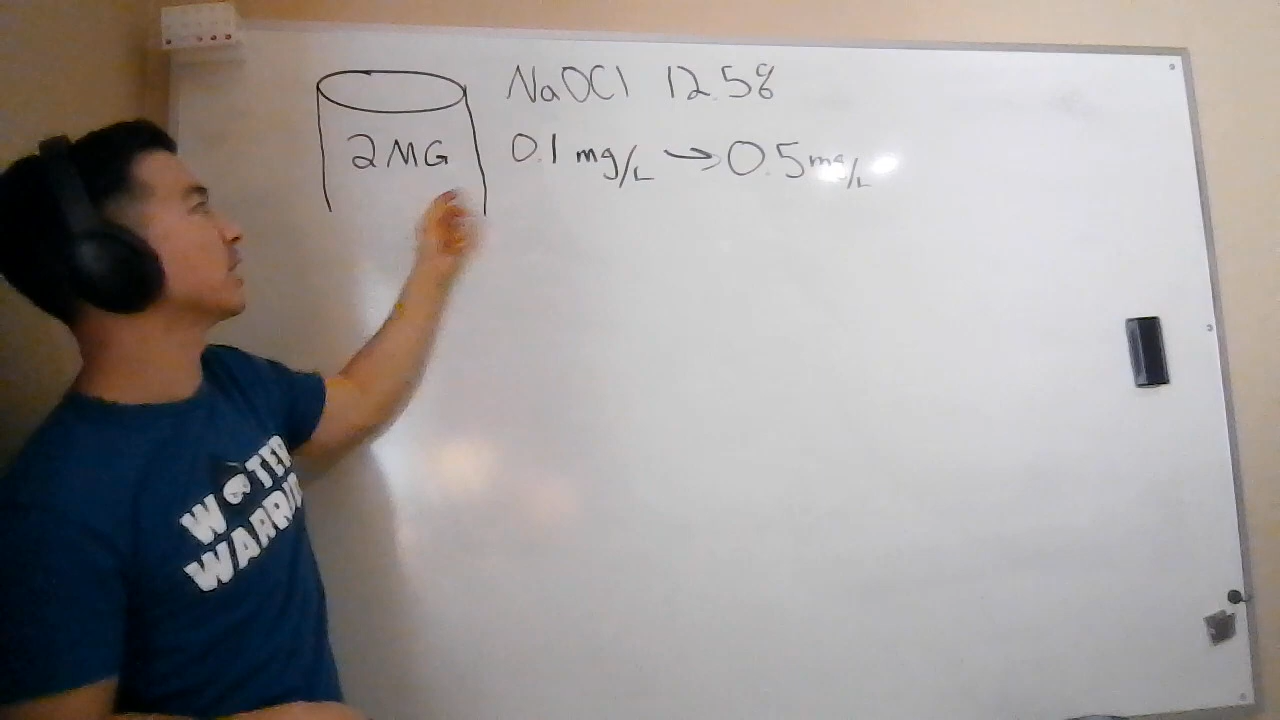 NaOCl 12.5%
2MG
0.1 mg/L → 0.5 mg/L
WATER
WARRIOR